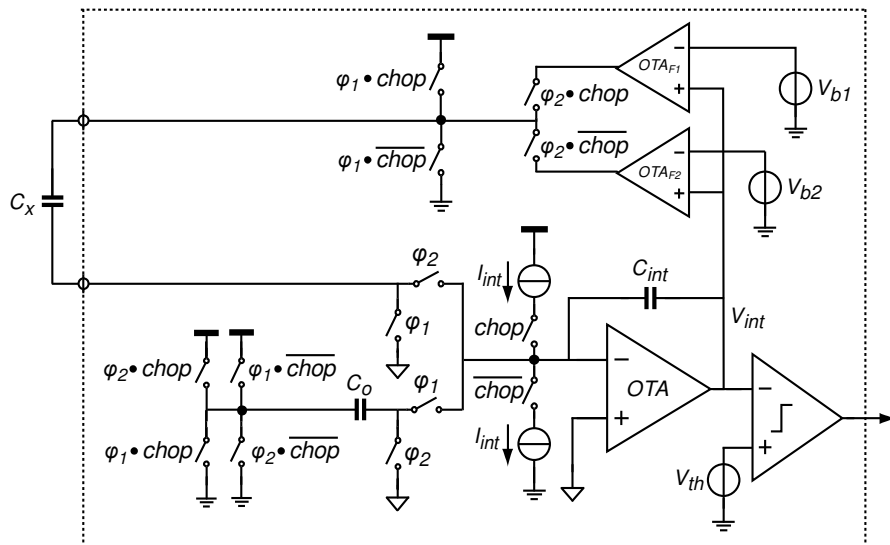 φ1•chop
OTAF1
Vb1
φ2•chop
φ1•chop
φ2•chop
OTAF2
Vb2
Cx
φ2
Iint
Cint
φ1
chop
Vint
φ2•chop
φ1•chop
Co
φ1
chop
OTA
φ1•chop
φ2•chop
φ2
Iint
Vth